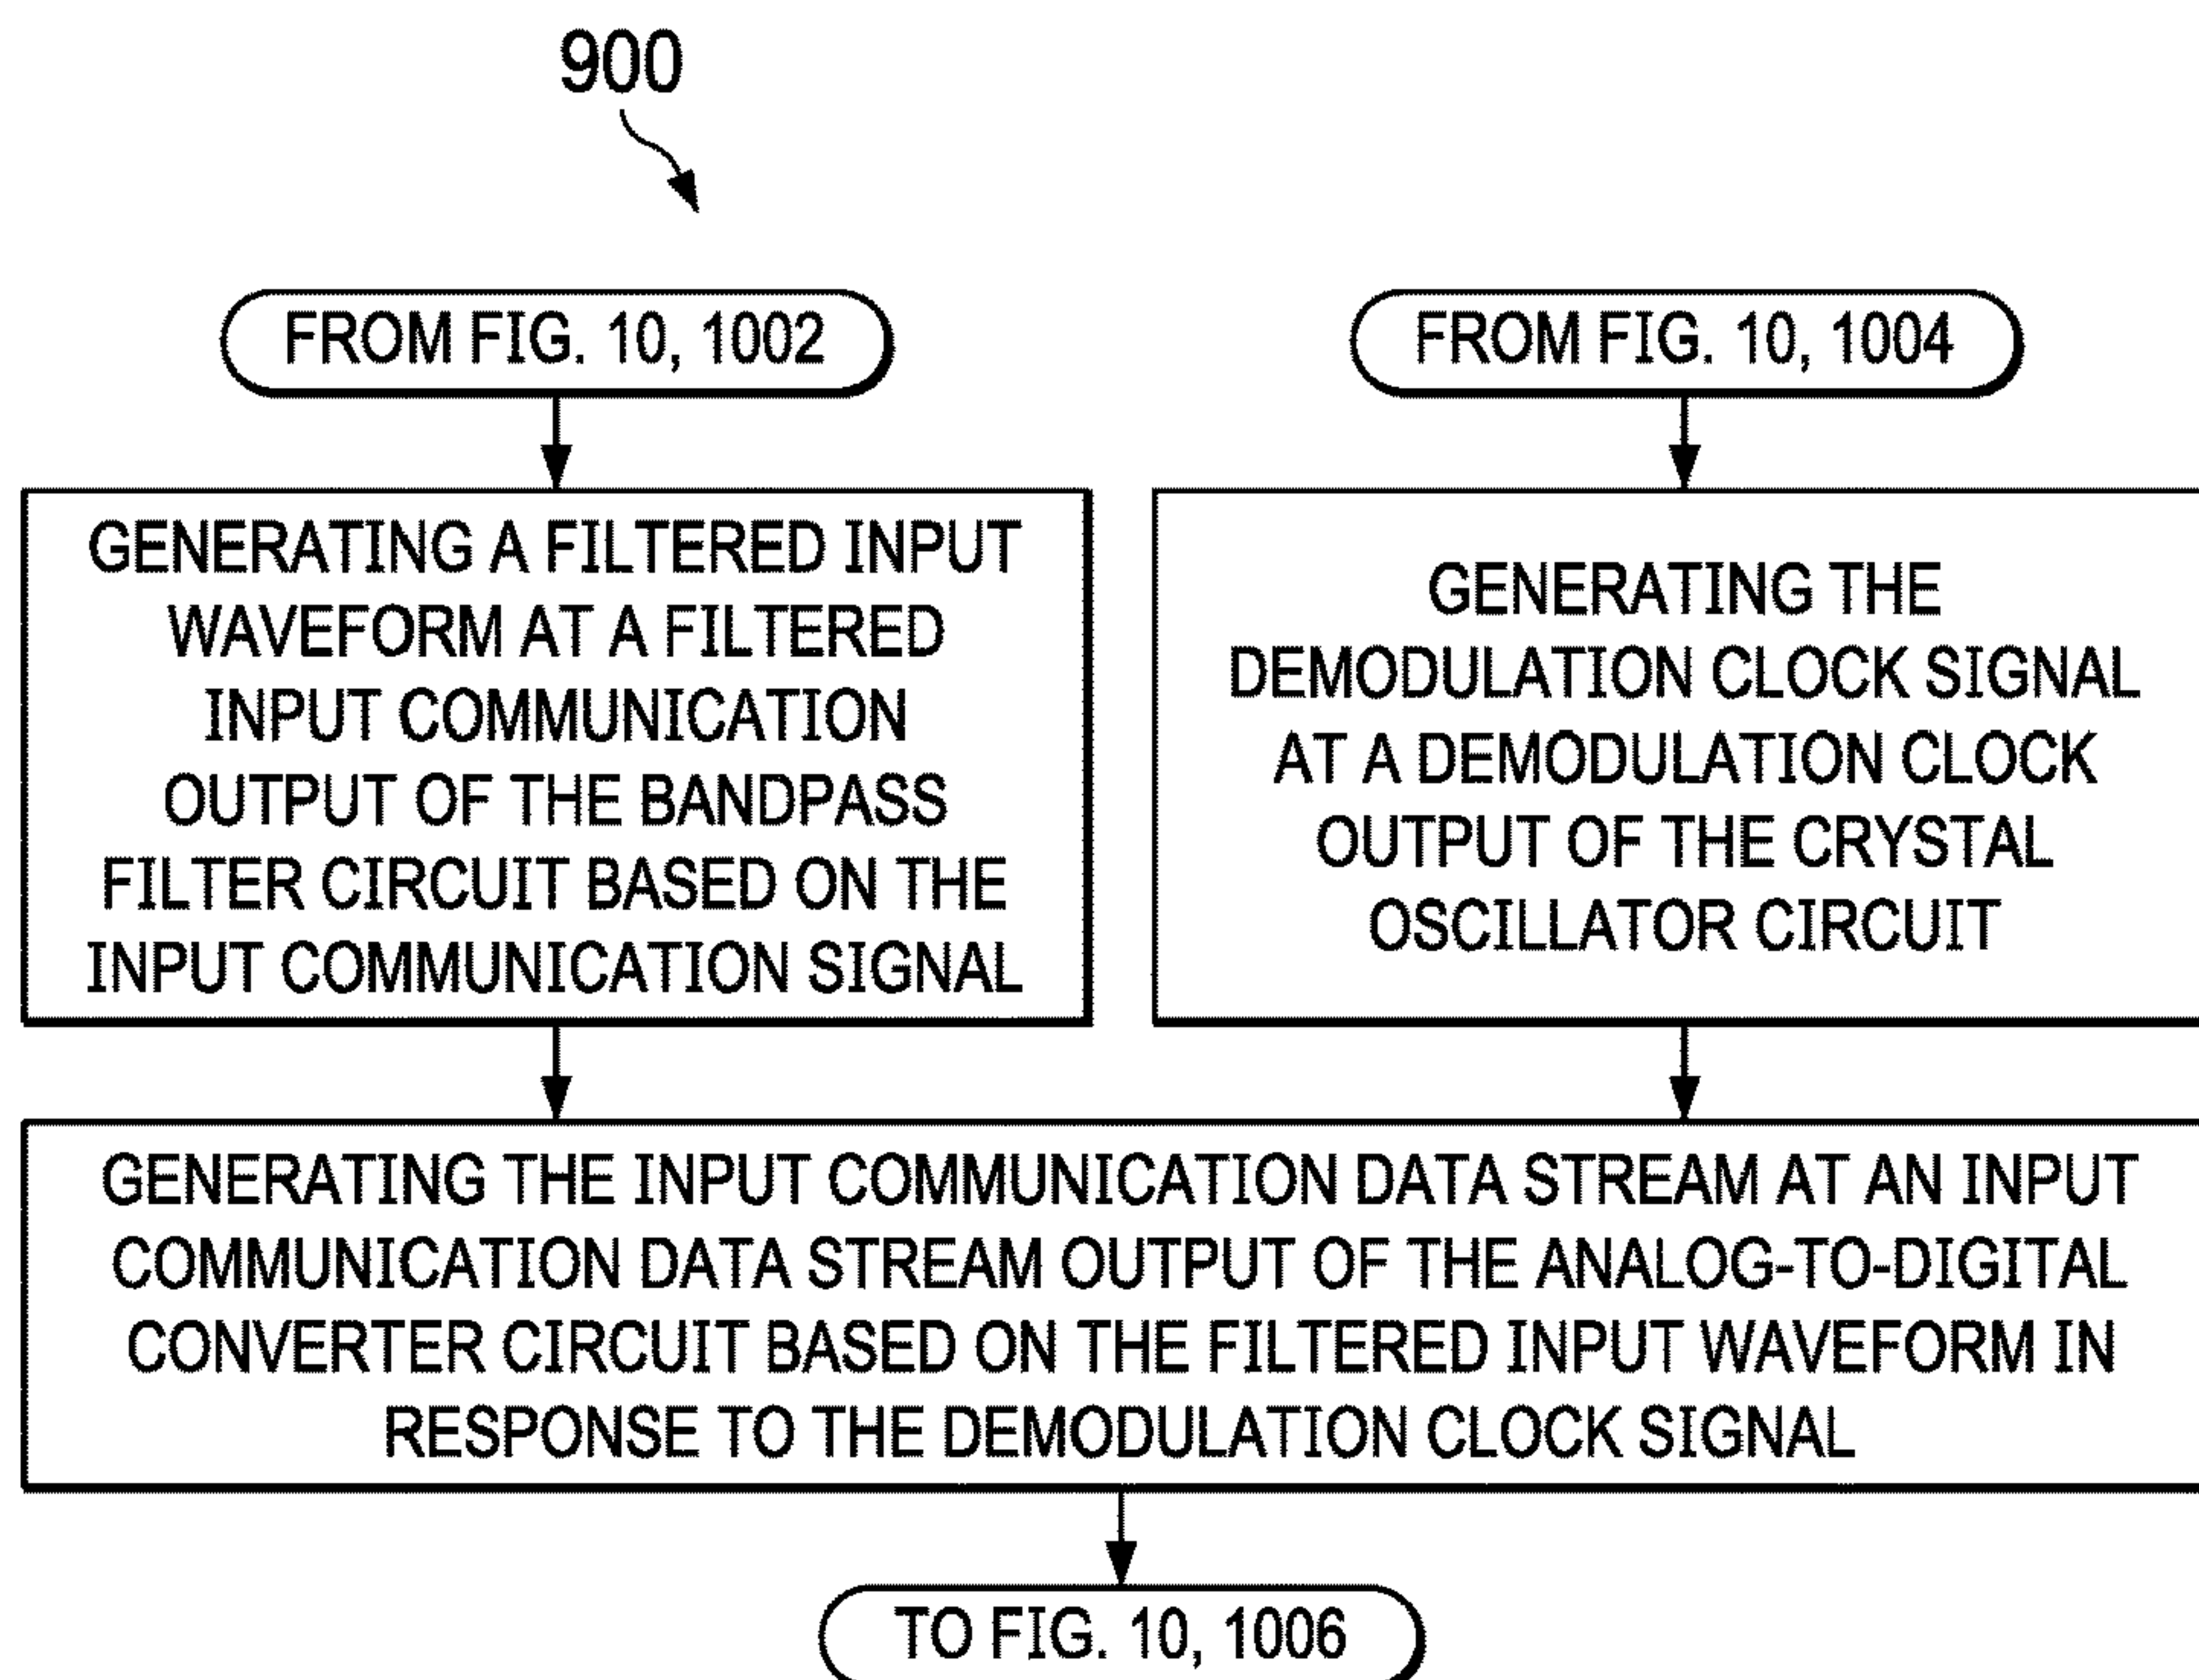 900
FROM FIG. 10, 1002
FROM FIG. 10, 1004
GENERATING A FILTERED INPUT
WAVEFORM AT A FILTERED
INPUT COMMUNICATION
OUTPUT OF THE BANDPASS
FILTER CIRCUIT BASED ON THE
INPUT COMMUNICATION SIGNAL
GENERATING THE
DEMODULATION CLOCK SIGNAL
AT A DEMODULATION CLOCK
OUTPUT OF THE CRYSTAL
OSCILLATOR CIRCUIT
GENERATING THE INPUT COMMUNICATION DATA STREAM AT AN INPUT
COMMUNICATION DATA STREAM OUTPUT OF THE ANALOG-TO-DIGITAL
CONVERTER CIRCUIT BASED ON THE FILTERED INPUT WAVEFORM IN
RESPONSE TO THE DEMODULATION CLOCK SIGNAL
TO FIG. 10, 1006